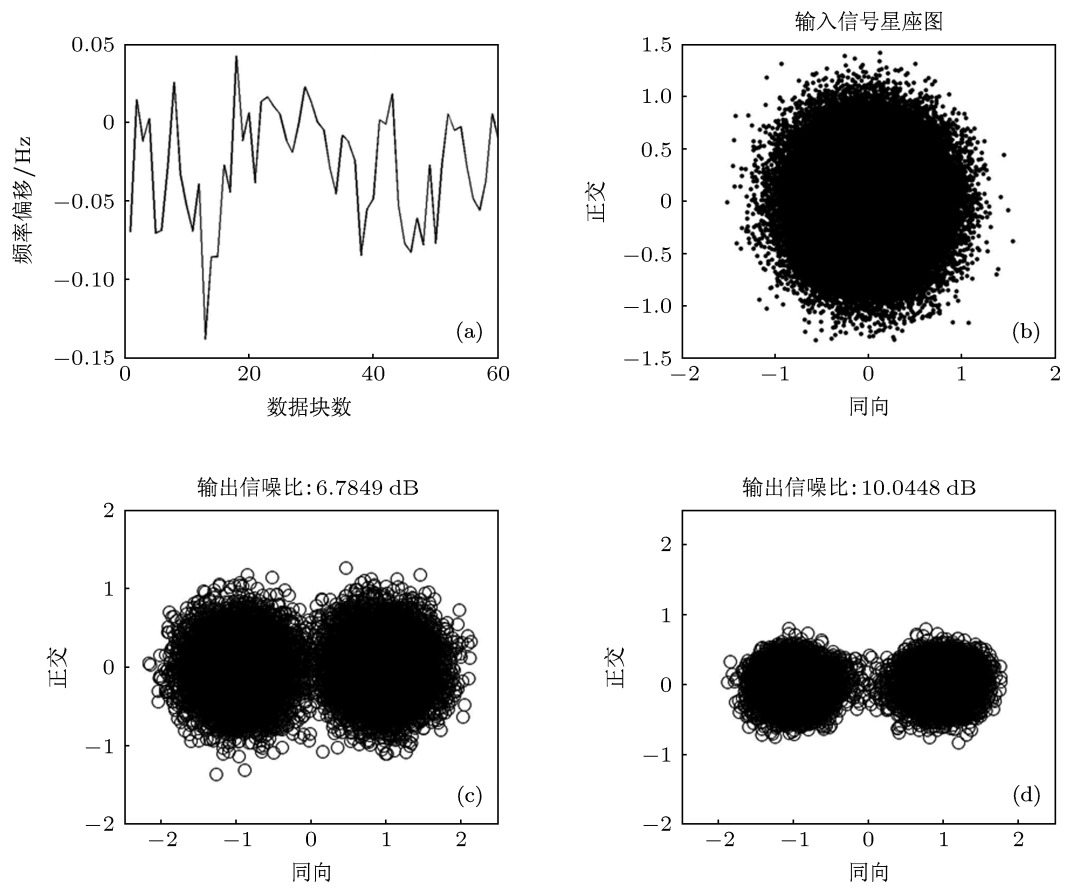 输入信号星座图
0.05
0
−0.05
−0.10
−0.15
频率偏移/Hz
(a)
0 20 40 60
数据块数
1.5
1.0
0.5
0
−0.5
−1.0
−1.5
正交
(b)
−2 −1 0 1 2
同向
输出信噪比:6.7849 dB
2
1
0
−1
−2
正交
(c)
−2 −1 0 1 2
同向
输出信噪比:10.0448 dB
2
1
0
−1
−2
正交
(d)
−2 −1 0 1 2
同向